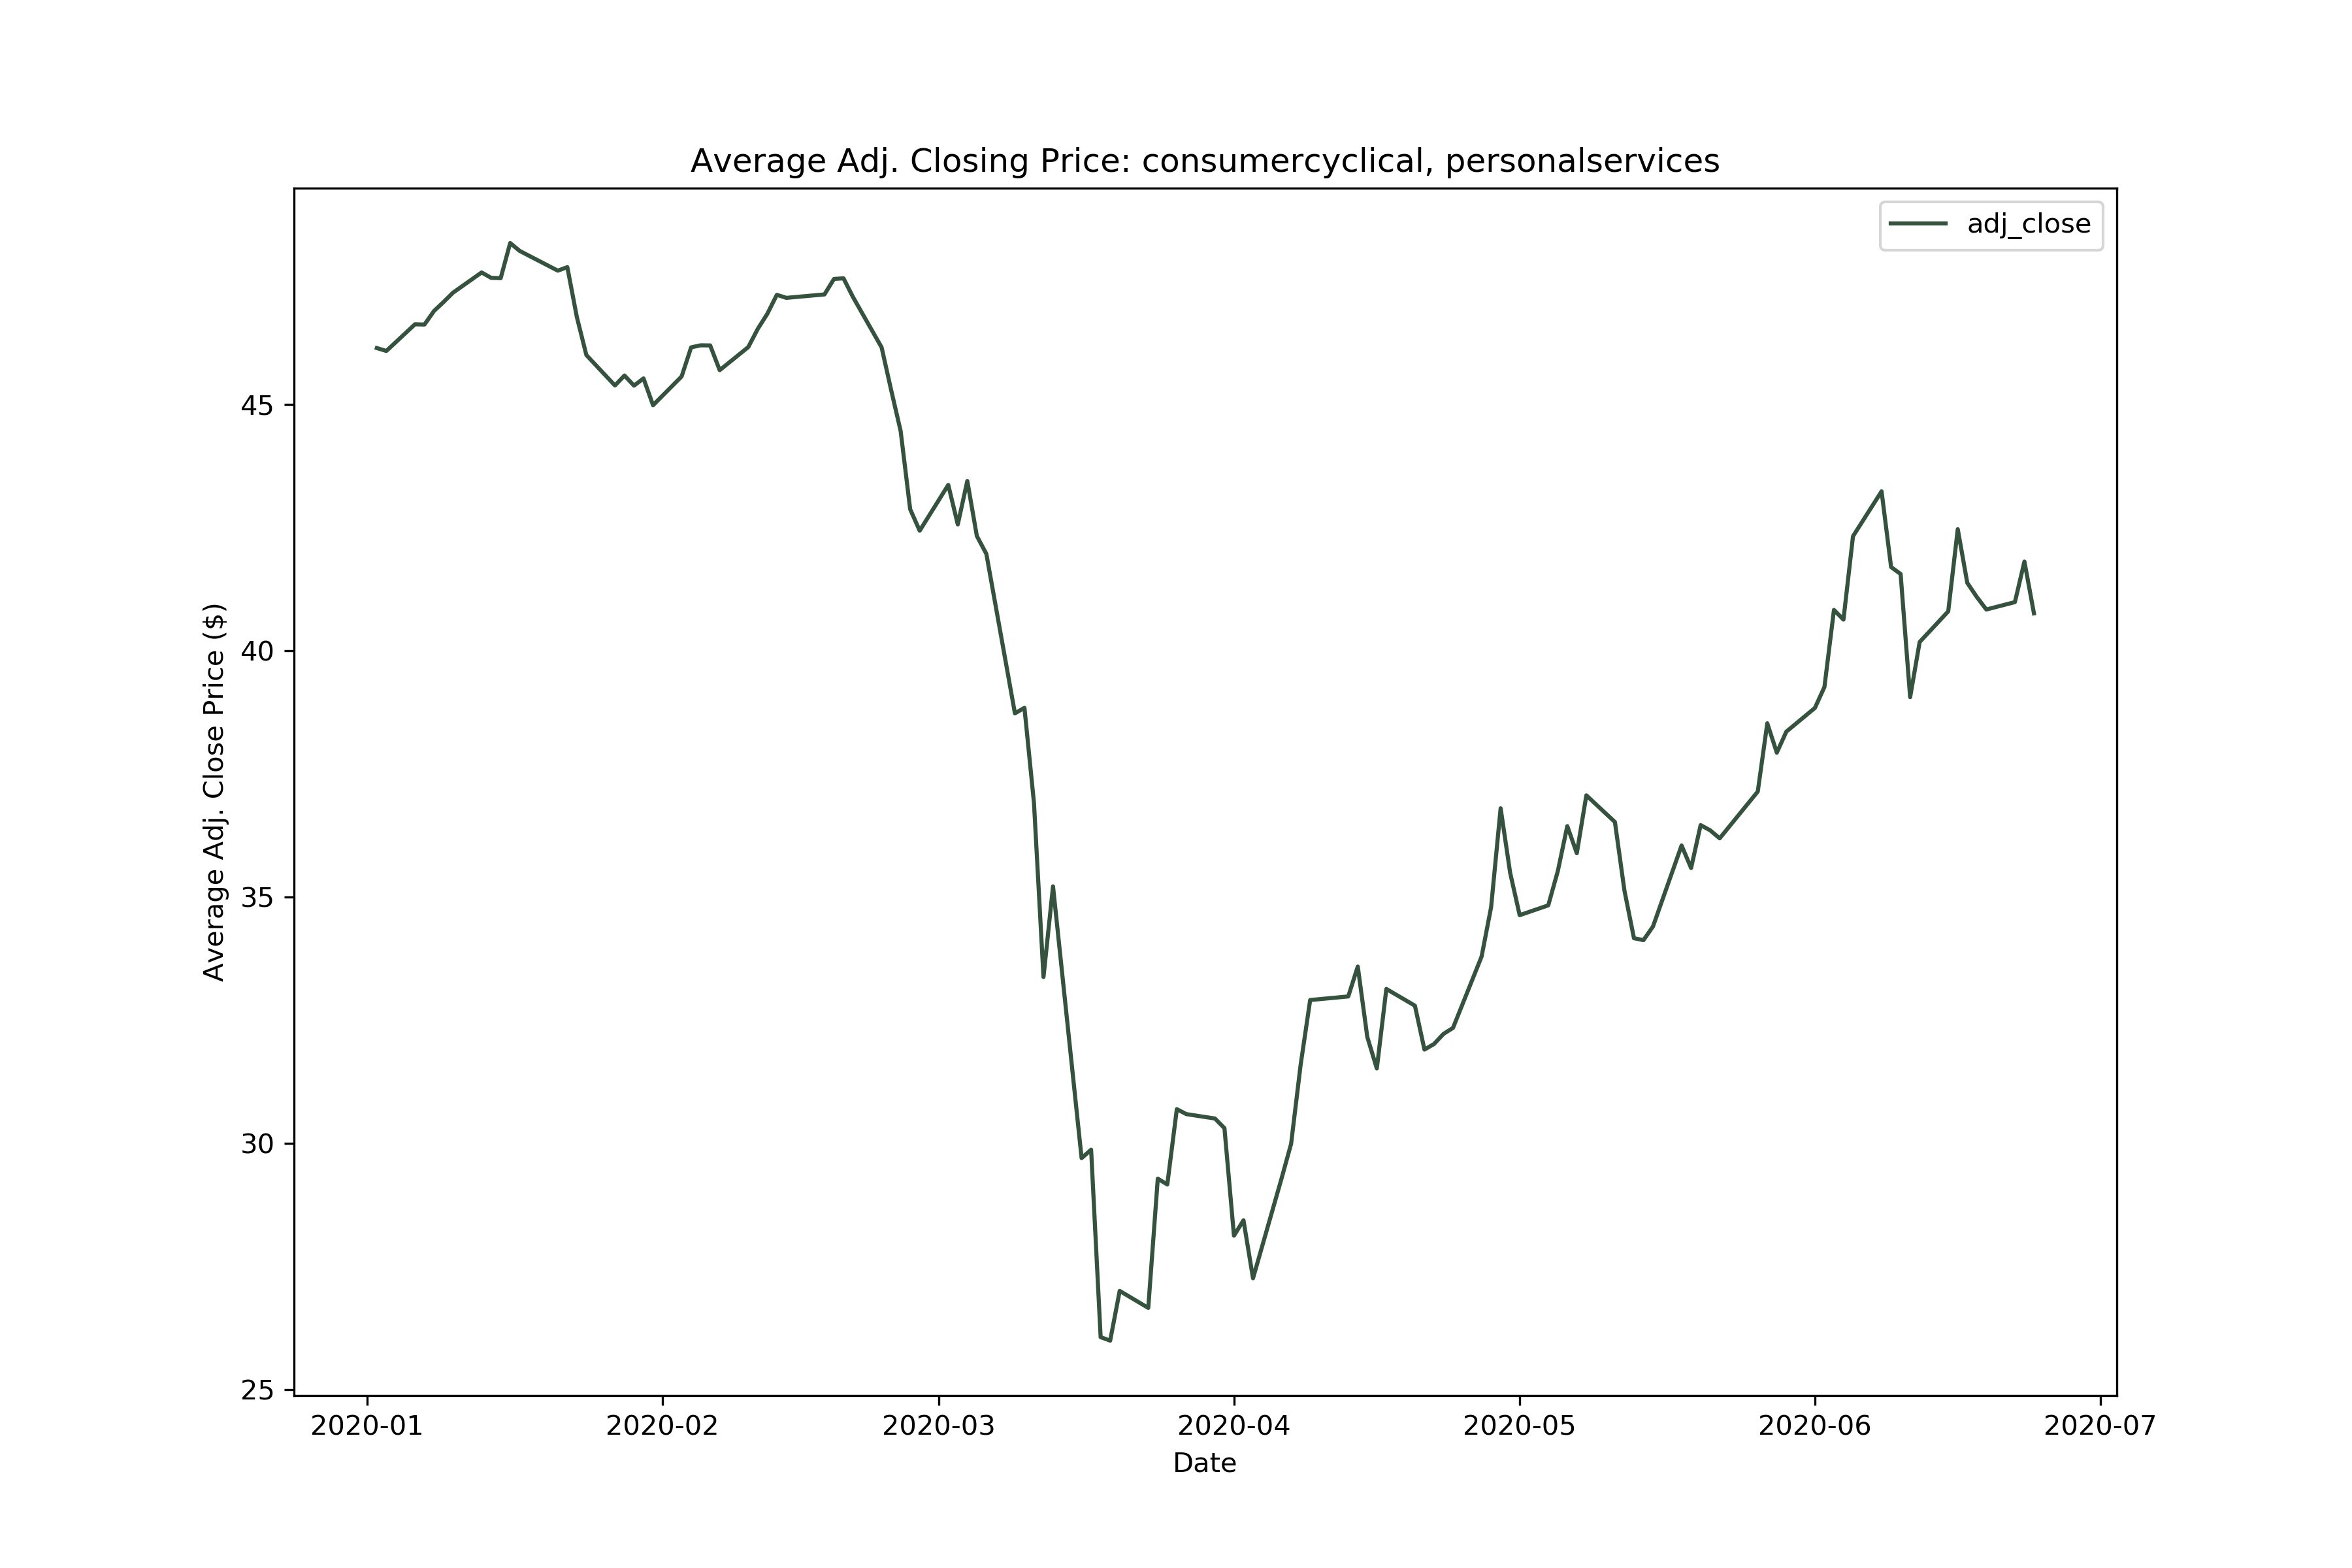 Average Adj. Closing Price: consumercyclical, personalservices
adj_close
Average Adj. Close Price ($)
45
40
35
30
25
2020-01 2020-02 2020-03 2020-04 2020-05 2020-06 2020-07
Date